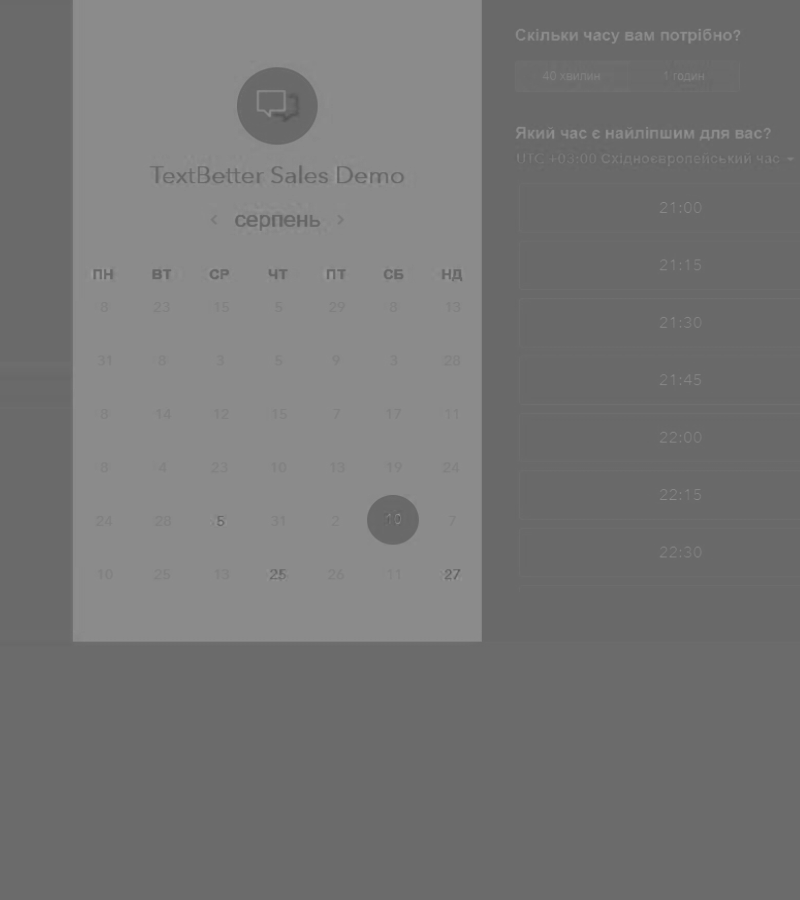 TextBetter Sales Demo
серпень
ПН ВТ СР ЧТ ПТ СБ НД
8 23 15 5 29 8 13
31 8 3 5 9 3 28
8 14 12 15 7 17 11
8 4 23 10 13 19 24
24 28 5 31 2 10 7
10 25 13 25 26 11 27
Скільки часу вам потрібно?
40 хвилин 1 годин
Який час є найліпшим для вас?
UTC +03:00 Східноєвропейський час
21:00
21:15
21:30
21:45
22:00
22:15
22:30